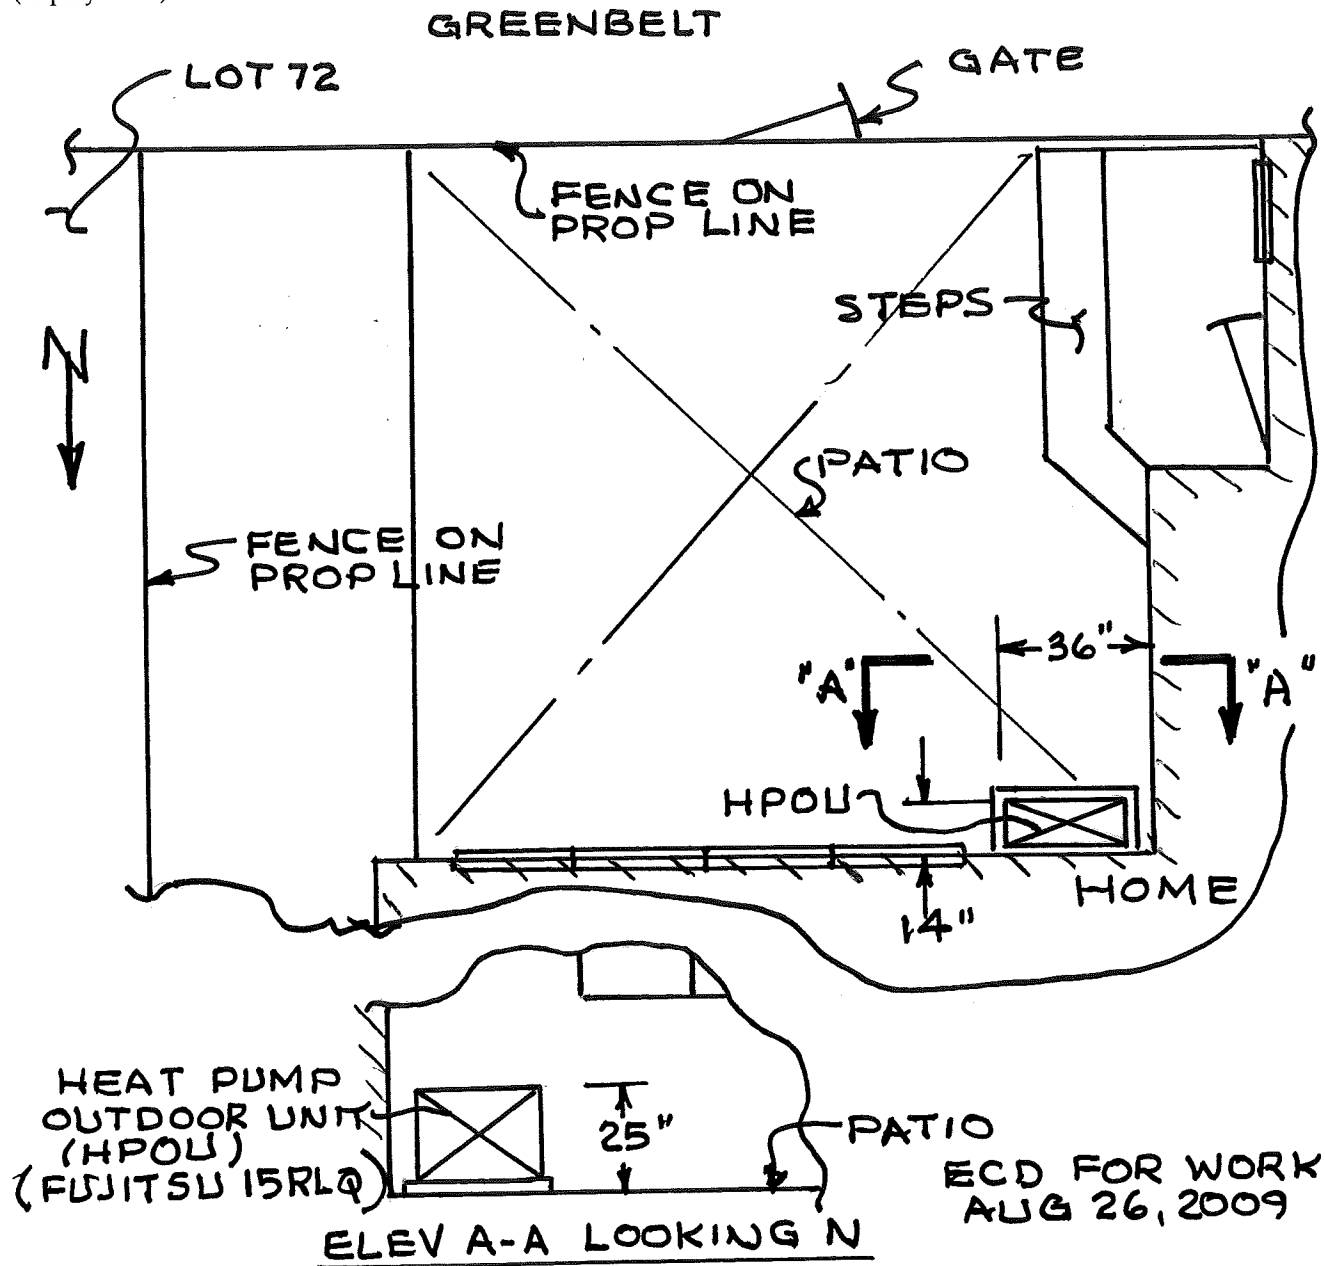 GREENBELT
LOT 72
GATE
FENCE ON
PROP LINE
STEPS
N
PATIO
FENCE ON
PROP LINE
36"
"A"
"A"
HPOU
HOME
14"
HEAT PUMP
OUTDOOR UNIT
(HPOU)
(FUJITSU 15RLQ)
25"
PATIO
ECD FOR WORK
AUG 26, 2009
ELEV A-A LOOKING N